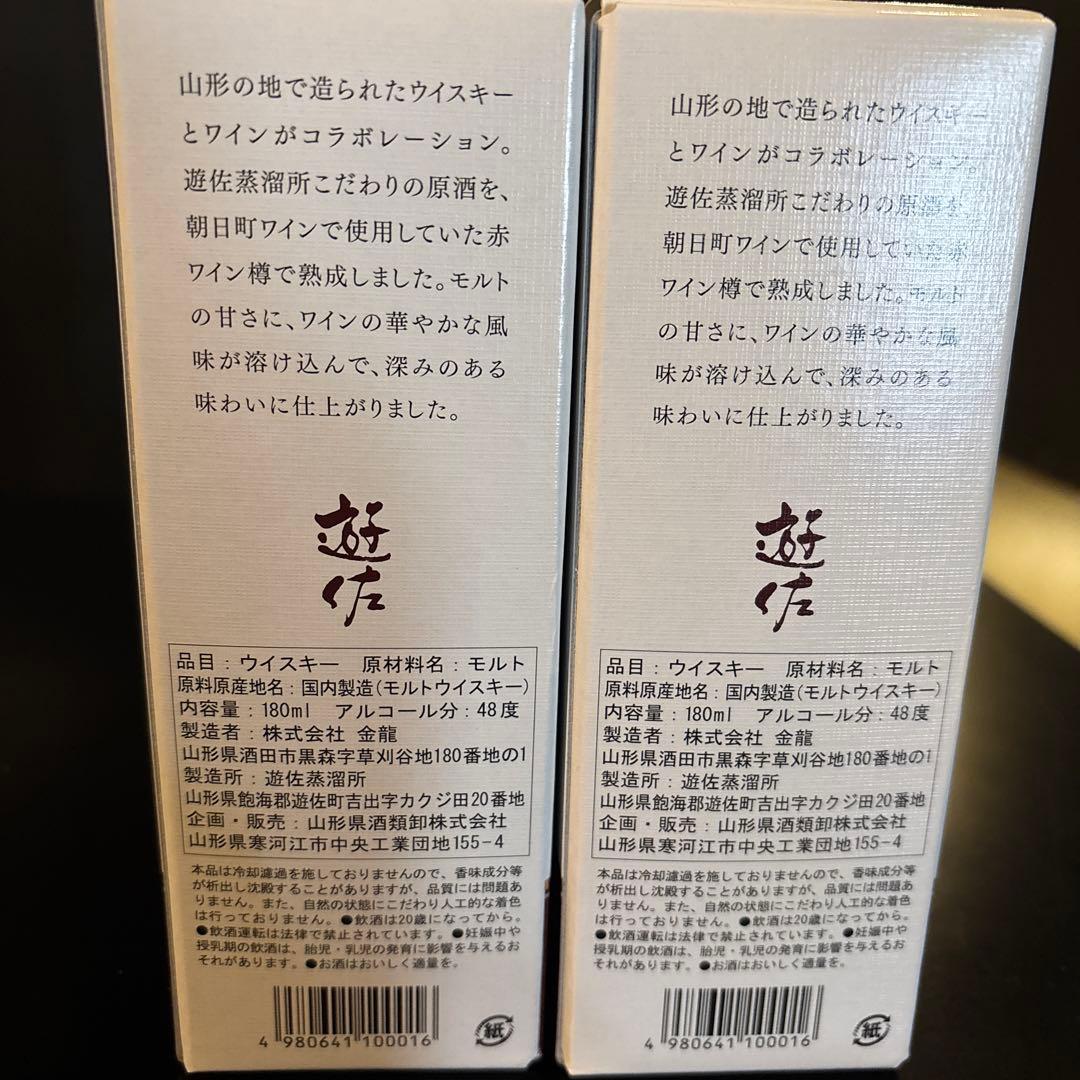 山形の地で造られたウイスキー
とワインがコラボレーション。
遊佐蒸溜所こだわりの原酒を、
朝日町ワインで使用していた赤
ワイン樽で熟成しました。モルト
の甘さに、ワインの華やかな風
味が溶け込んで、深みのある
味わいに仕上がりました。
遊佐
品目：ウイスキー　原材料名：モルト
原料原産地名：国内製造(モルトウイスキー)
内容量：180ml　アルコール分：48度
製造者：株式会社 金龍
山形県酒田市黒森字草刈谷地180番地の1
製造所：遊佐蒸溜所
山形県飽海郡遊佐町吉出字カクジ田20番地
企画・販売：山形県酒類卸株式会社
山形県寒河江市中央工業団地155-4
本品は冷却濾過を施しておりませんので、香味成分等
が析出し沈殿することがありますが、品質には問題あ
りません。また、自然の状態にこだわり人工的な着色
は行っておりません。●飲酒は20歳になってから。
●飲酒運転は法律で禁止されています。●妊娠中や
授乳期の飲酒は、胎児・乳児の発育に影響を与えるお
それがあります。●お酒はおいしく適量を。
4 980641 100016
紙
山形の地で造られたウイスキー
とワインがコラボレーション。
遊佐蒸溜所こだわりの原酒を、
朝日町ワインで使用していた赤
ワイン樽で熟成しました。モルト
の甘さに、ワインの華やかな風
味が溶け込んで、深みのある
味わいに仕上がりました。
遊佐
品目：ウイスキー　原材料名：モルト
原料原産地名：国内製造(モルトウイスキー)
内容量：180ml　アルコール分：48度
製造者：株式会社 金龍
山形県酒田市黒森字草刈谷地180番地の1
製造所：遊佐蒸溜所
山形県飽海郡遊佐町吉出字カクジ田20番地
企画・販売：山形県酒類卸株式会社
山形県寒河江市中央工業団地155-4
本品は冷却濾過を施しておりませんので、香味成分等
が析出し沈殿することがありますが、品質には問題あ
りません。また、自然の状態にこだわり人工的な着色
は行っておりません。●飲酒は20歳になってから。
●飲酒運転は法律で禁止されています。●妊娠中や
授乳期の飲酒は、胎児・乳児の発育に影響を与えるお
それがあります。●お酒はおいしく適量を。
4 980641 100016
紙